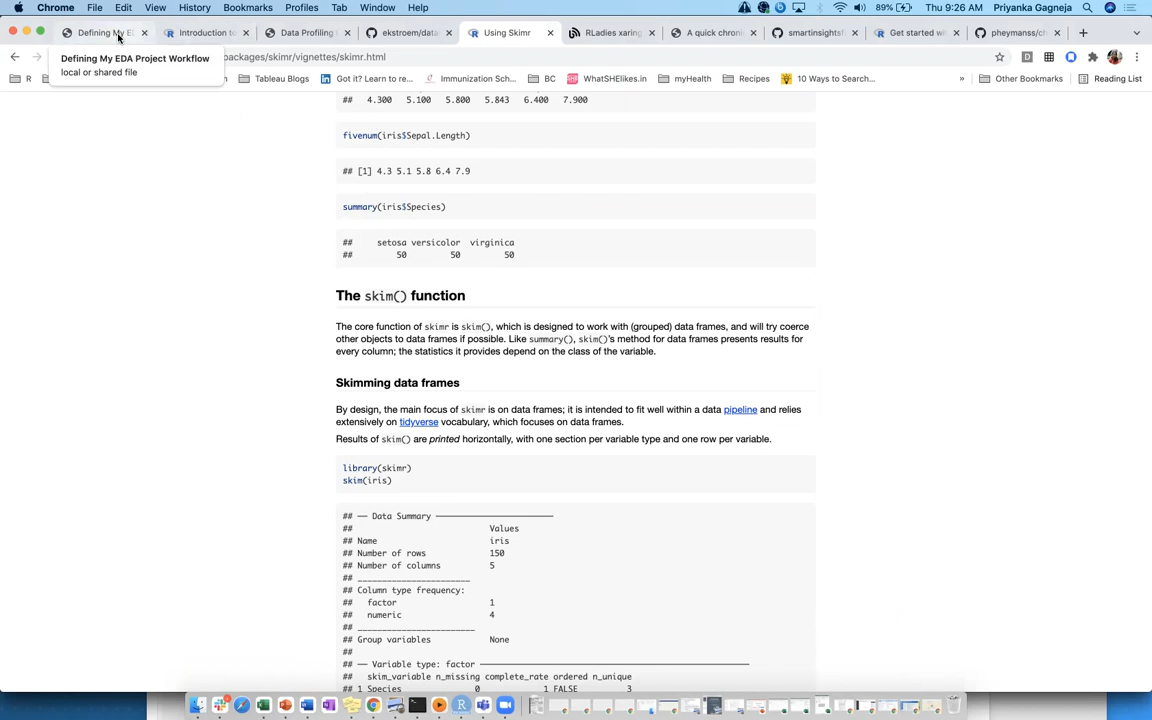 Chrome File Edit View History Bookmarks Profiles Tab Window Help 89% Thu 9:26 AM Priyanka Gagneja
Defining My E Introduction to Data Profiling ekstroem/data Using Skimr RLadies xaring A quick chroni smartinsights Get started wi pheymanss/c
Defining My EDA Project Workflow
local or shared file
packages/skimr/vignettes/skimr.html
R Tableau Blogs Got it? Learn to re... Immunization Sch... BC WhatSHElikes.in myHealth Recipes 10 Ways to Search... » Other Bookmarks Reading List
## 4.300 5.100 5.800 5.843 6.400 7.900
fivenum(iris$Sepal.Length)
## [1] 4.3 5.1 5.8 6.4 7.9
summary(iris$Species)
## setosa versicolor virginica
## 50 50 50
The skim() function
The core function of skimr is skim(), which is designed to work with (grouped) data frames, and will try coerce
other objects to data frames if possible. Like summary(), skim()'s method for data frames presents results for
every column; the statistics it provides depend on the class of the variable.
Skimming data frames
By design, the main focus of skimr is on data frames; it is intended to fit well within a data pipeline and relies
extensively on tidyverse vocabulary, which focuses on data frames.
Results of skim() are printed horizontally, with one section per variable type and one row per variable.
library(skimr)
skim(iris)
## ── Data Summary ────────────────────────
## Values
## Name iris
## Number of rows 150
## Number of columns 5
## _______________________
## Column type frequency:
## factor 1
## numeric 4
## ________________________
## Group variables None
##
## ── Variable type: factor ────────────────────────────────────────
## skim_variable n_missing complete_rate ordered n_unique
## 1 Species 0 1 FALSE 3